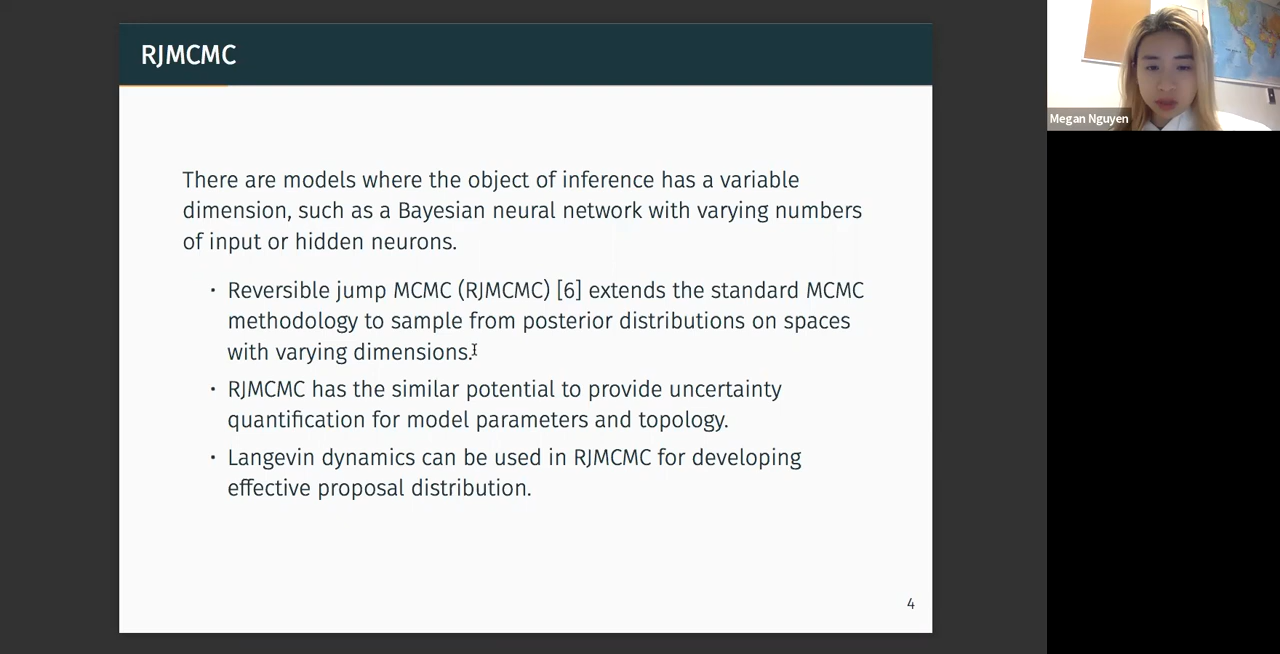 RJMCMC
There are models where the object of inference has a variable
dimension, such as a Bayesian neural network with varying numbers
of input or hidden neurons.
· Reversible jump MCMC (RJMCMC) [6] extends the standard MCMC
methodology to sample from posterior distributions on spaces
with varying dimensions.
· RJMCMC has the similar potential to provide uncertainty
quantification for model parameters and topology.
· Langevin dynamics can be used in RJMCMC for developing
effective proposal distribution.
4
Megan Nguyen